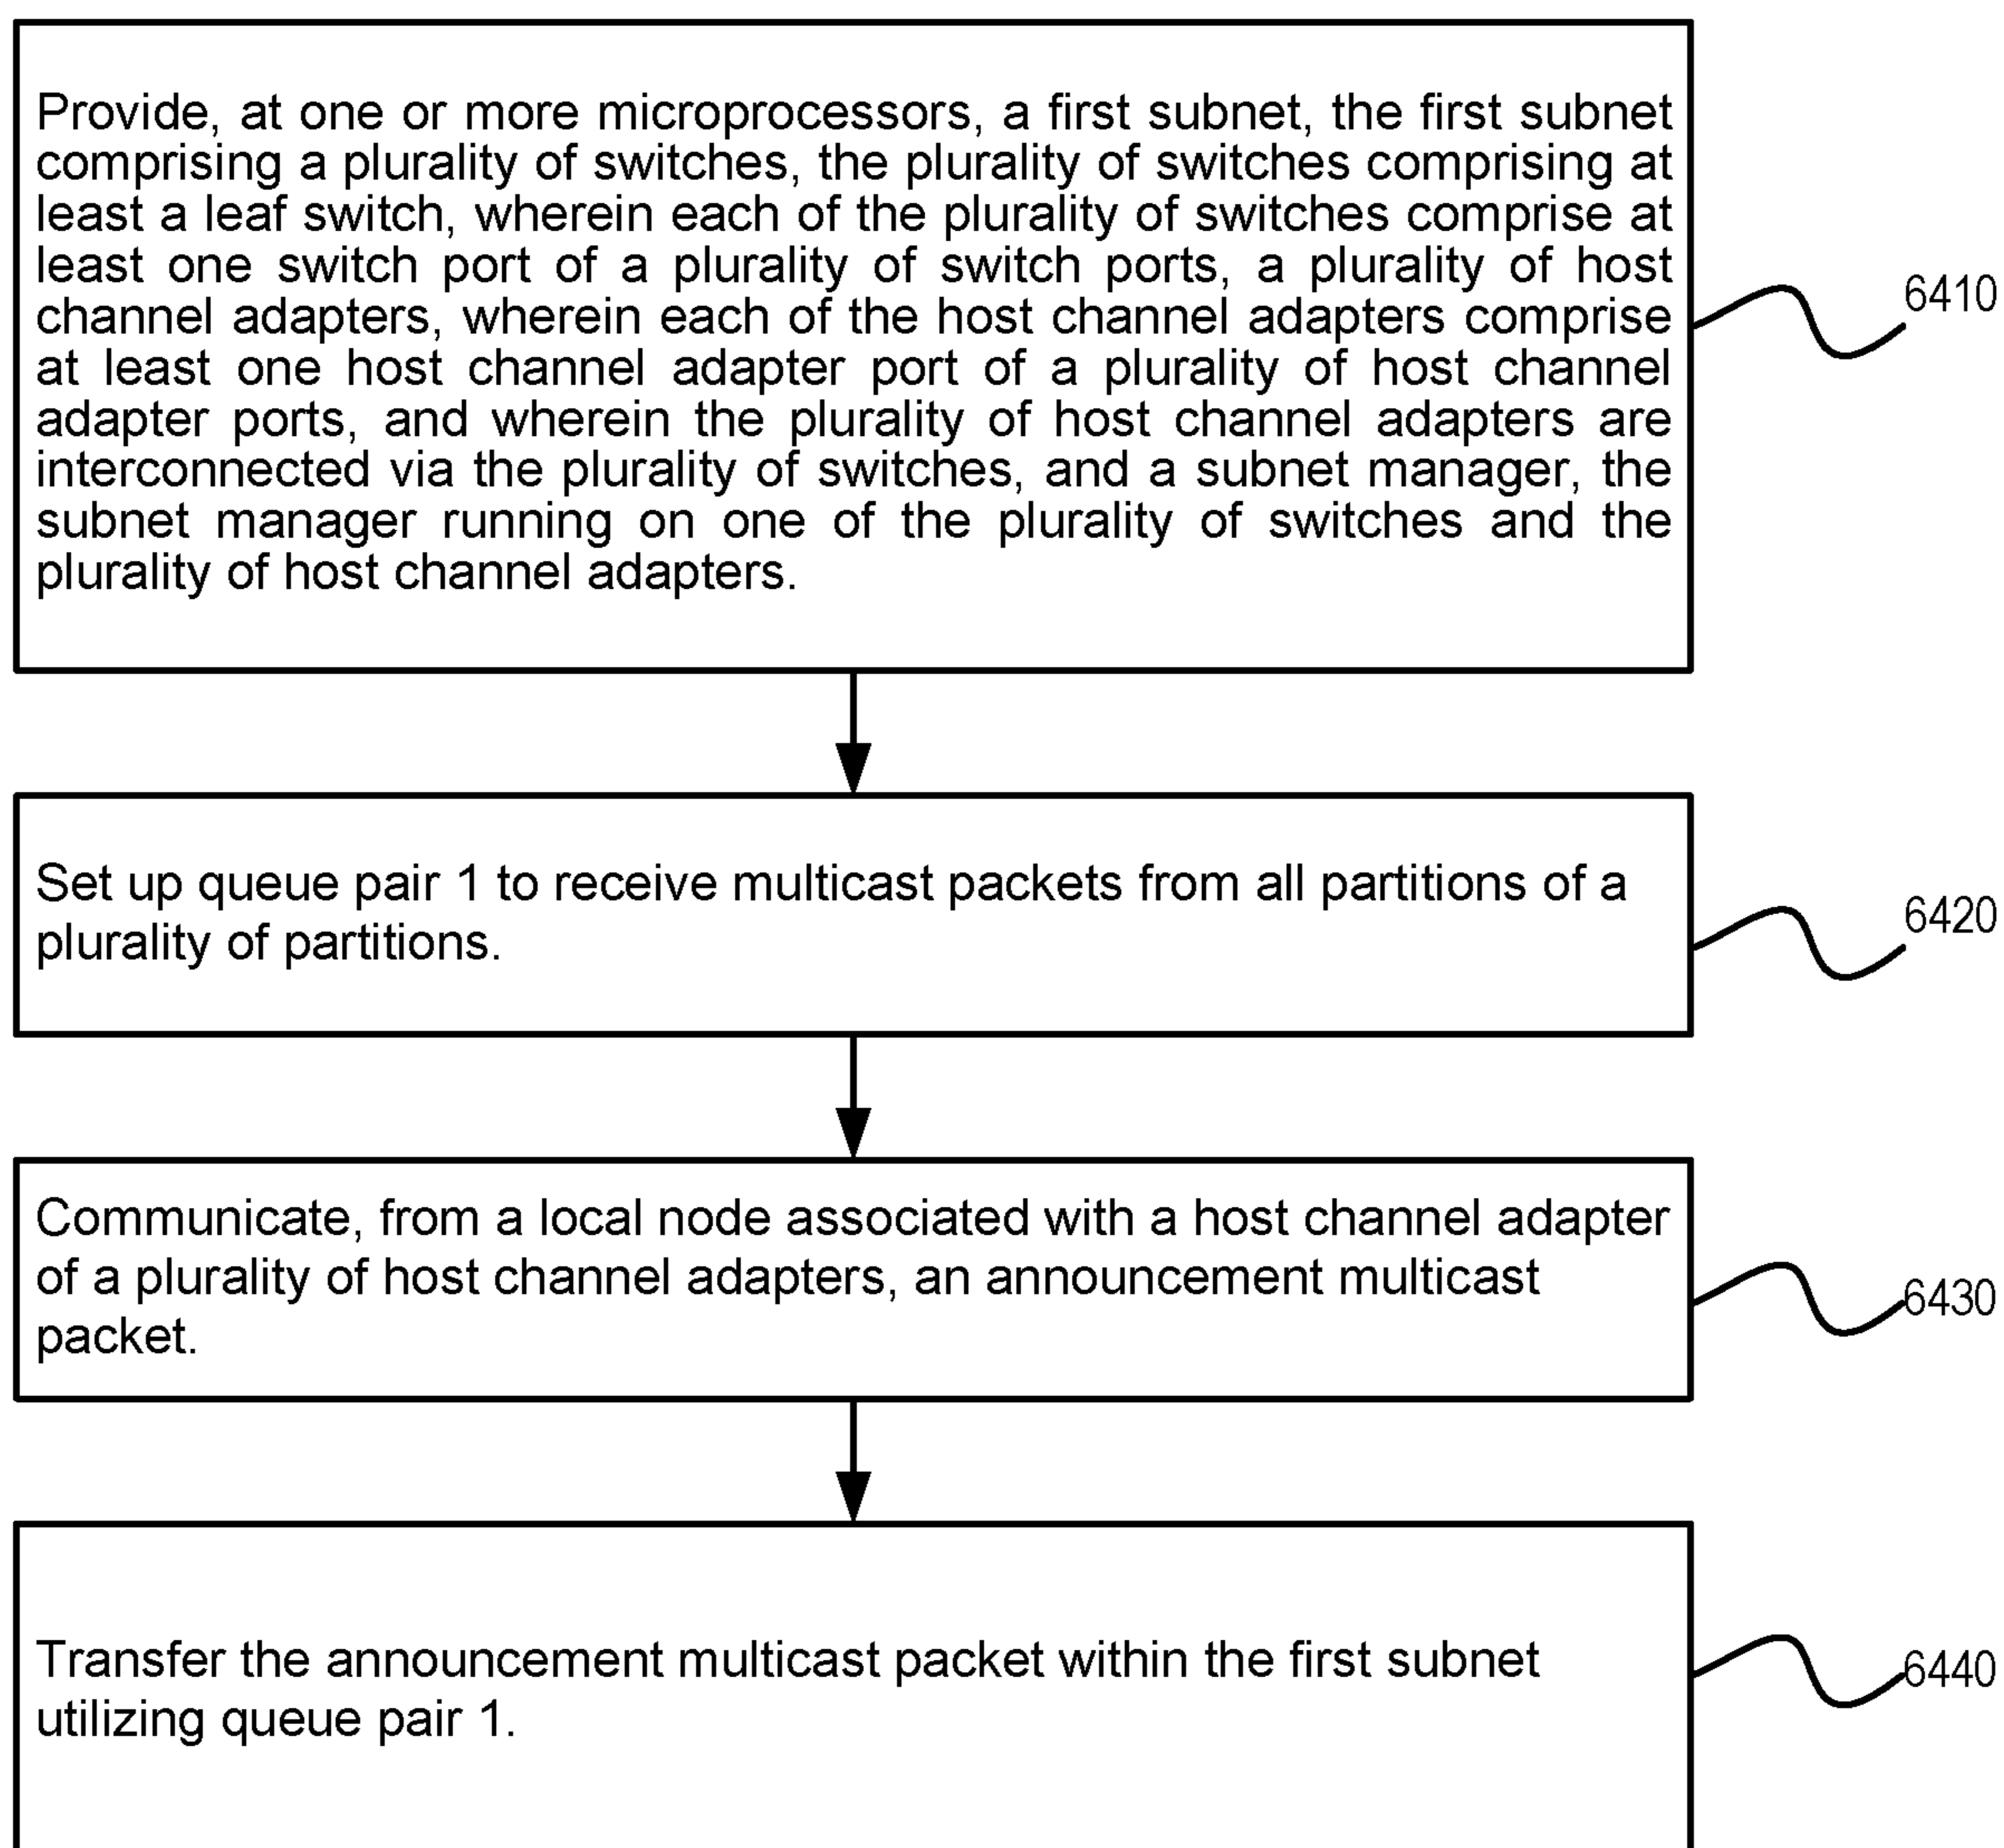 Provide, at one or more microprocessors, a first subnet, the first subnet
comprising a plurality of switches, the plurality of switches comprising at
least a leaf switch, wherein each of the plurality of switches comprise at
least one switch port of a plurality of switch ports, a plurality of host
channel adapters, wherein each of the host channel adapters comprise
at least one host channel adapter port of a plurality of host channel
adapter ports, and wherein the plurality of host channel adapters are
interconnected via the plurality of switches, and a subnet manager, the
subnet manager running on one of the plurality of switches and the
plurality of host channel adapters.
6410
Set up queue pair 1 to receive multicast packets from all partitions of a
plurality of partitions.
6420
Communicate, from a local node associated with a host channel adapter
of a plurality of host channel adapters, an announcement multicast
packet.
6430
Transfer the announcement multicast packet within the first subnet
utilizing queue pair 1.
6440